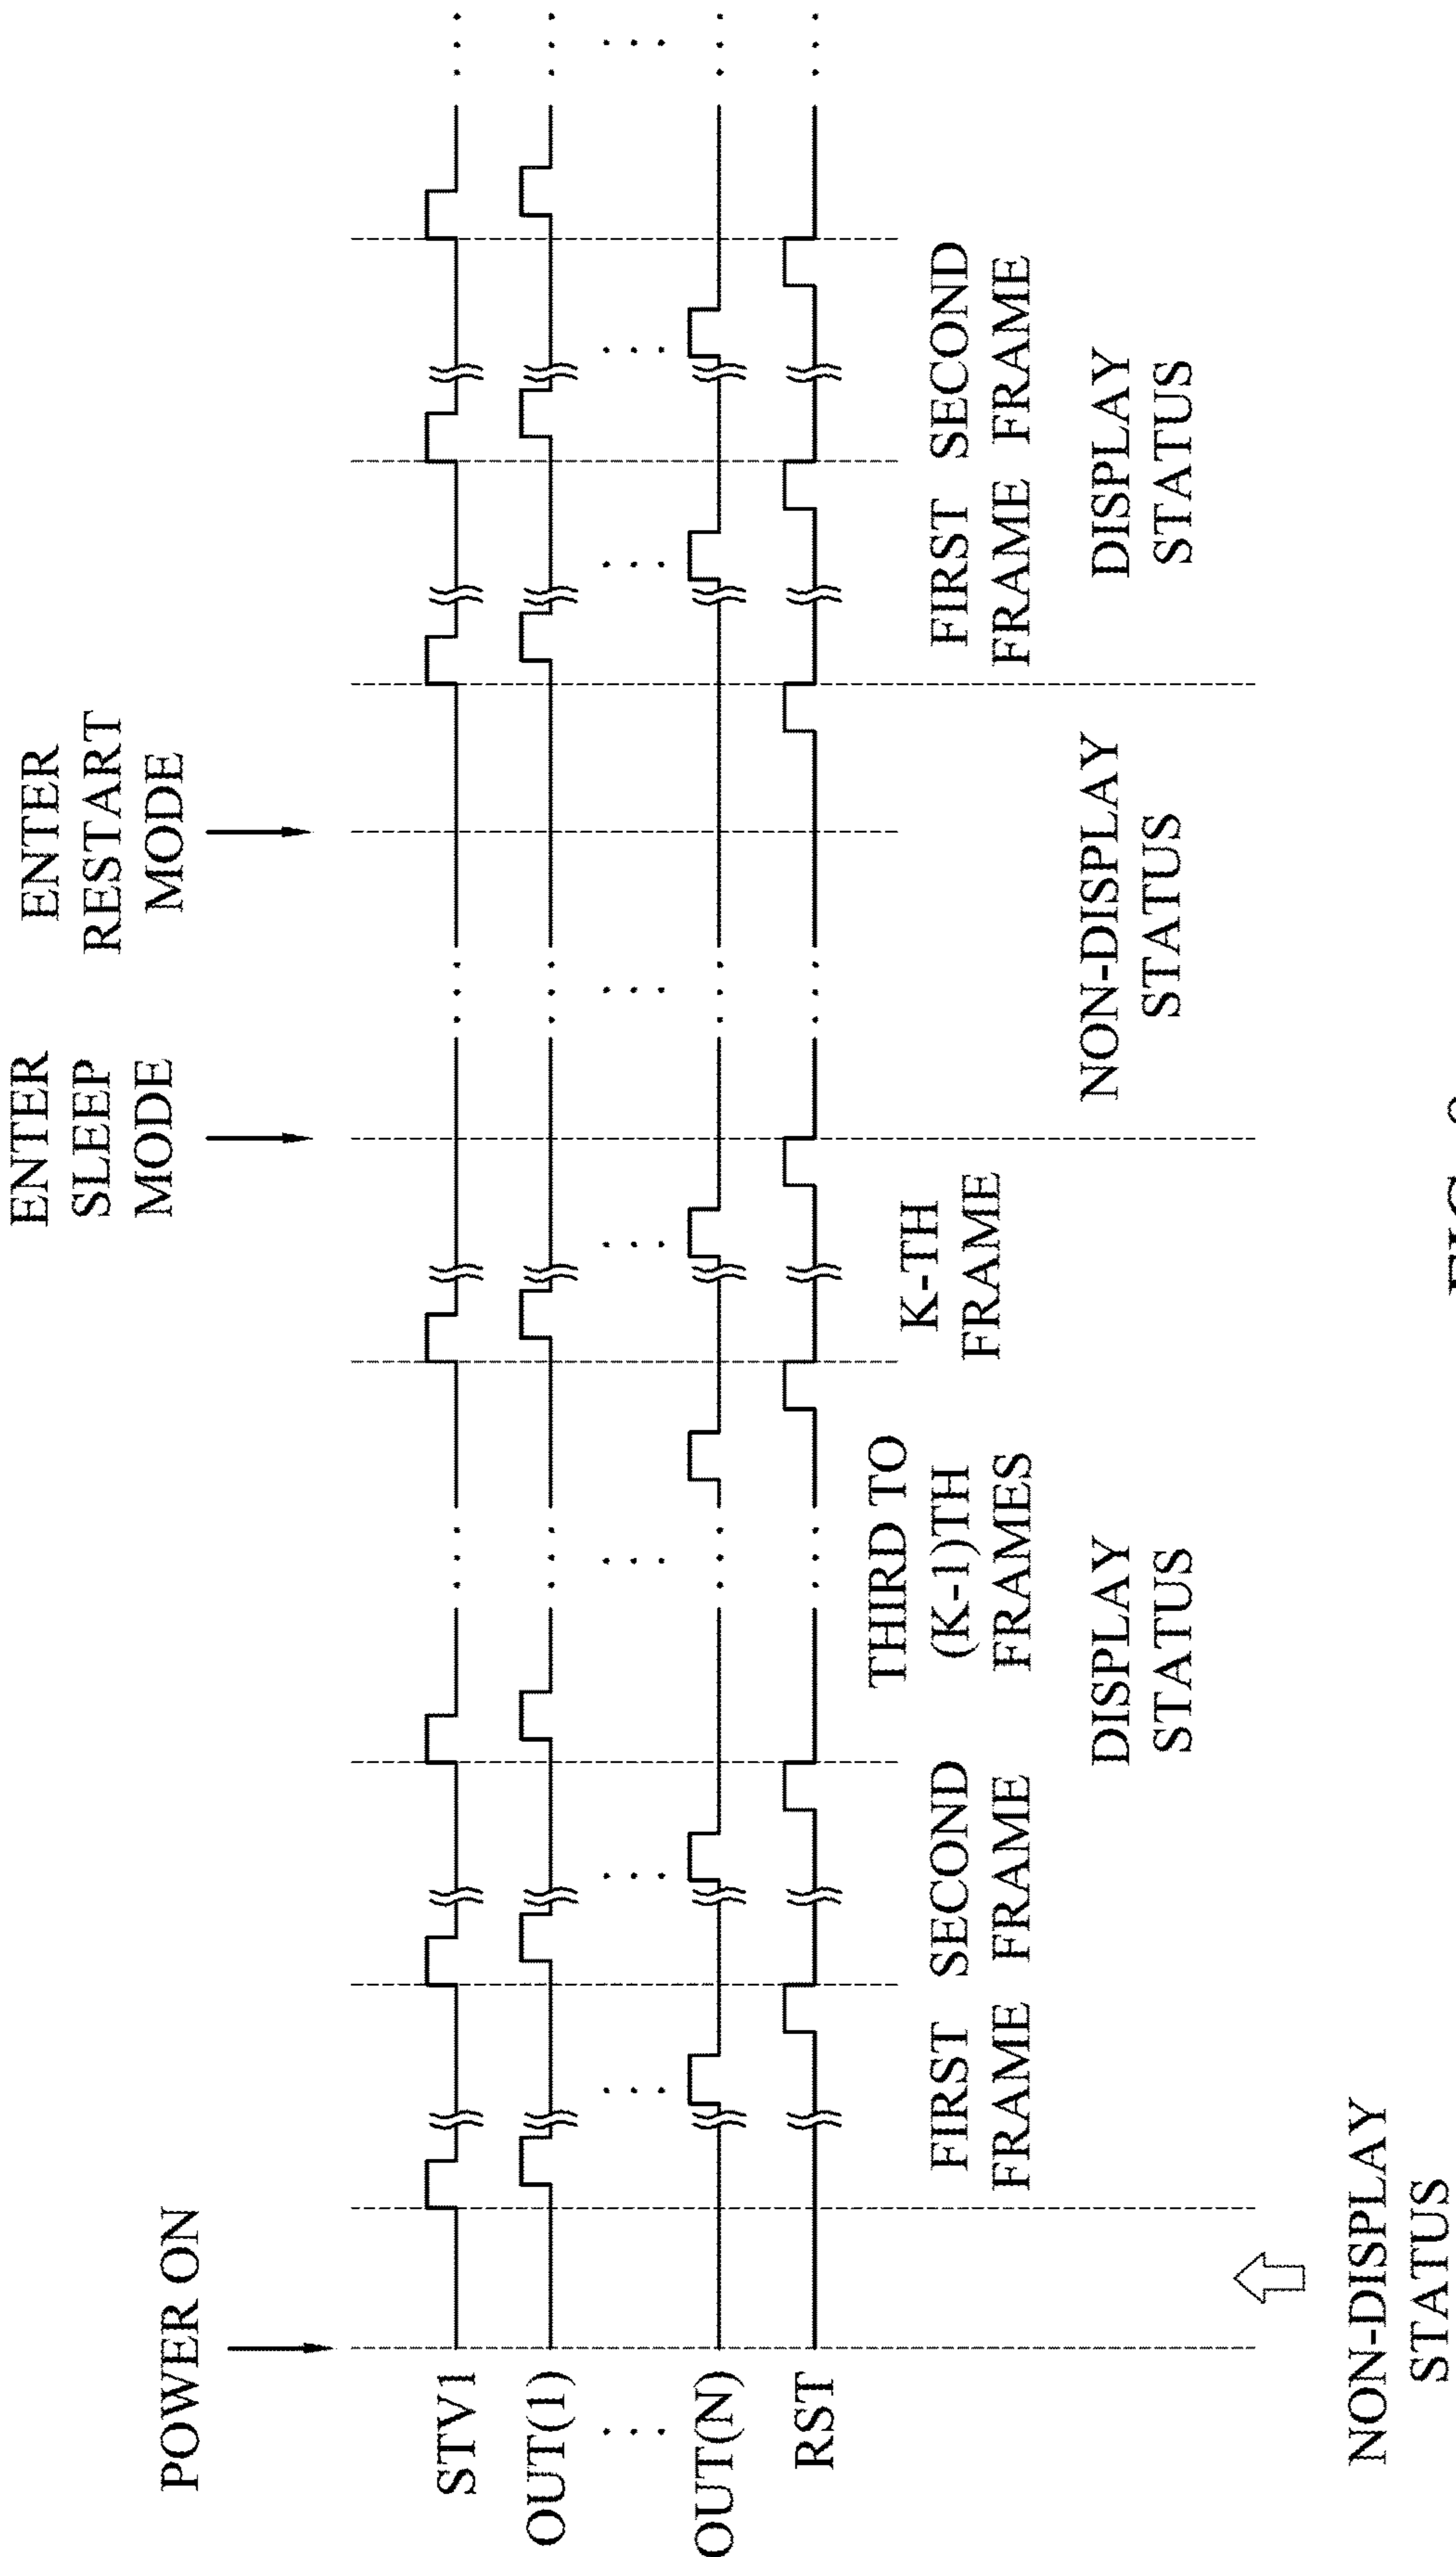 POWER ON
ENTER
SLEEP
MODE
ENTER
RESTART
MODE
STV1
OUT(1)
OUT(N)
RST
FIRST
FRAME
SECOND
FRAME
THIRD TO
(K-1)TH
FRAMES
K-TH
FRAME
FIRST
FRAME
SECOND
FRAME
DISPLAY
STATUS
NON-DISPLAY
STATUS
DISPLAY
STATUS
NON-DISPLAY
STATUS